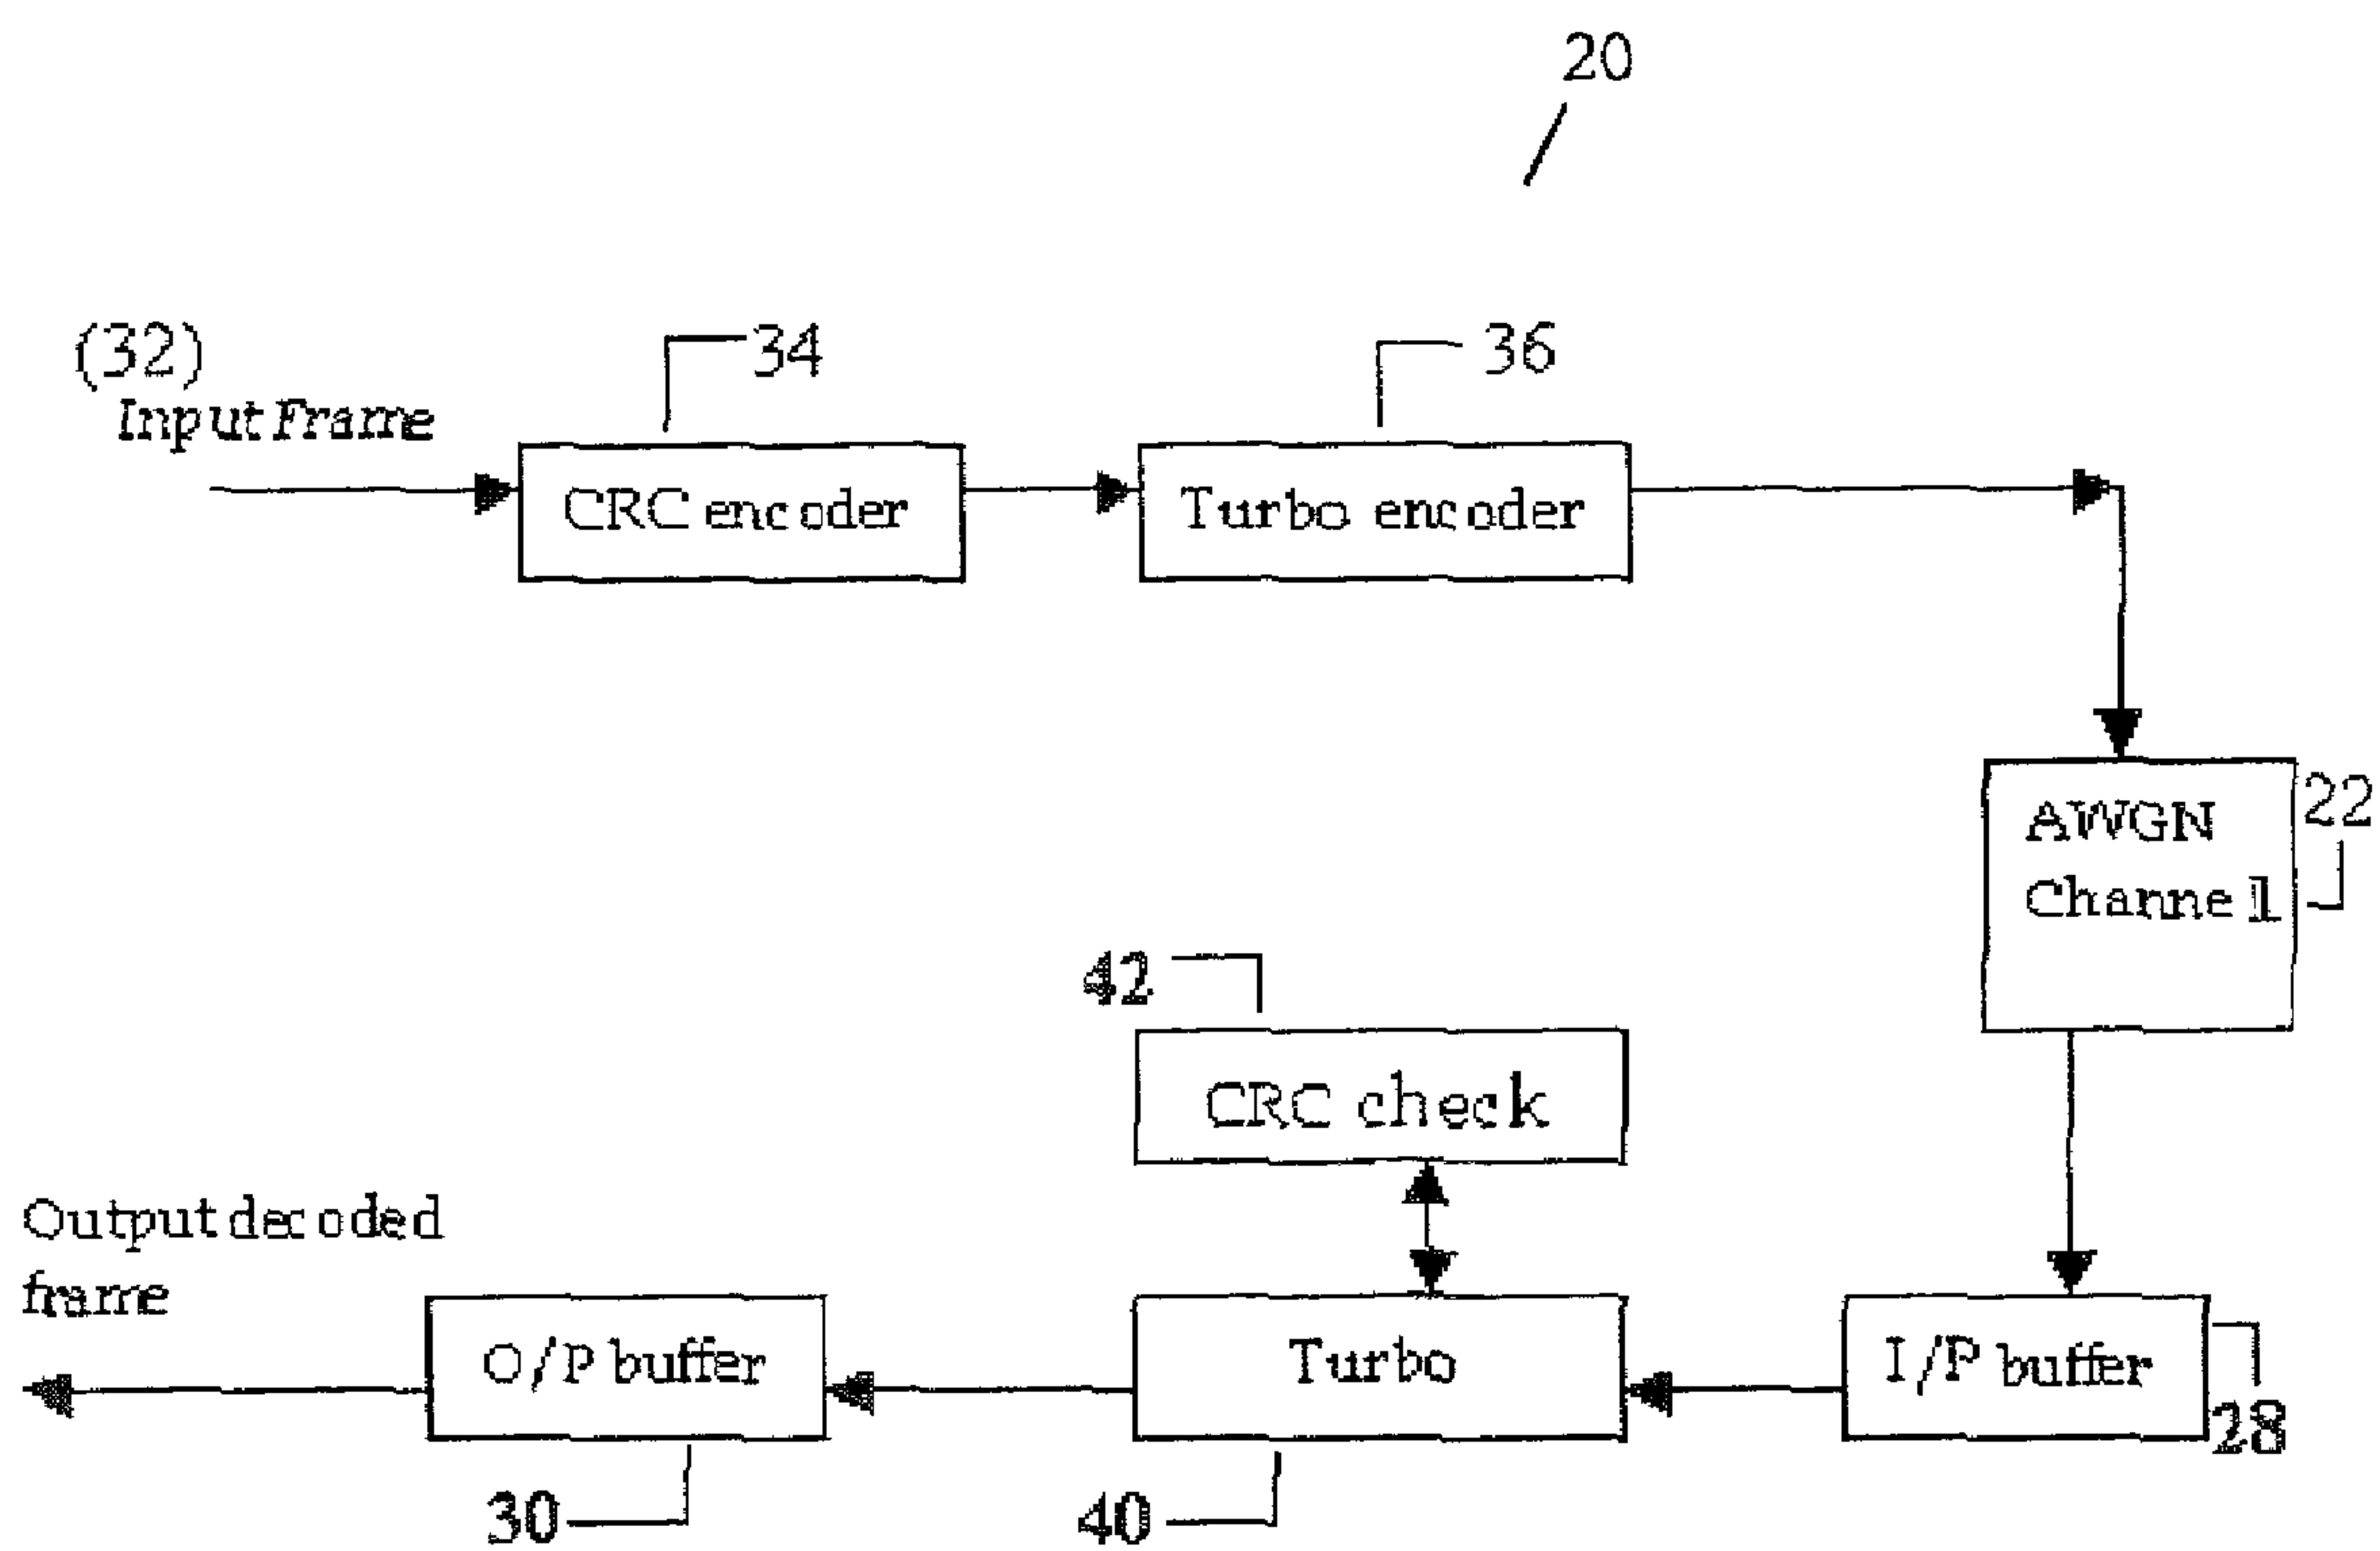 20
(32)
Input Frame
34
36
CRC encoder
Turbo encoder
AWGN
Channel
22
42
CRC check
Output decoded
frame
O/P buffer
Turbo
I/P buffer
28
30
40